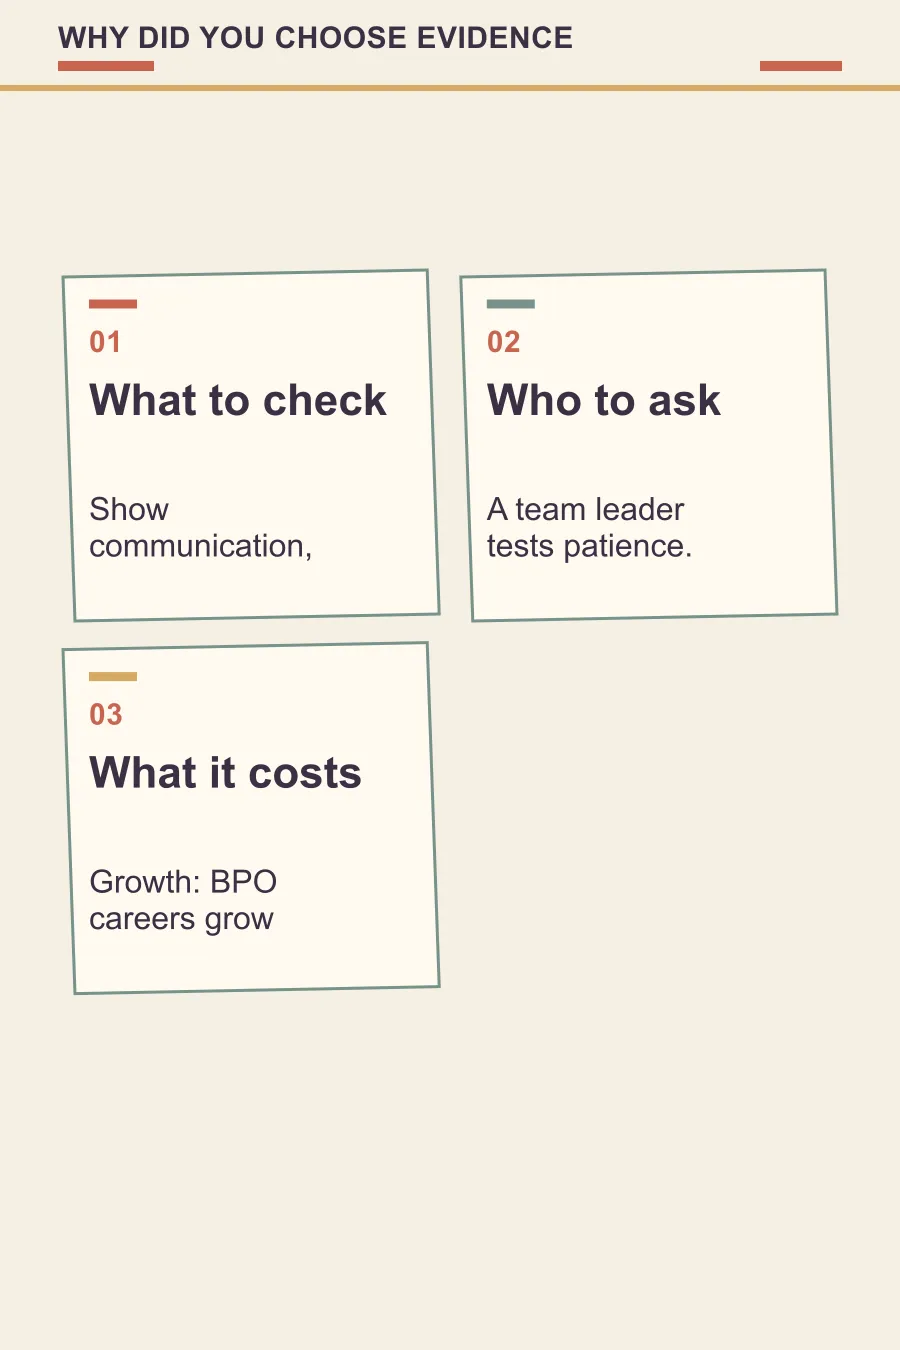 WHY DID YOU CHOOSE EVIDENCE
01
What to check
Show
communication,
02
Who to ask
A team leader
tests patience.
03
What it costs
Growth: BPO
careers grow